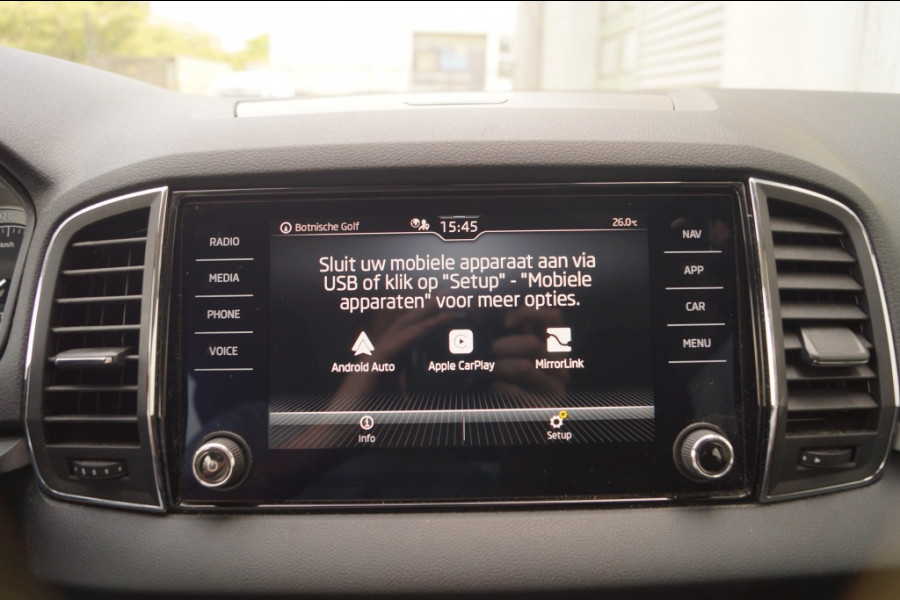 Botnische Golf
15:45
26.0°C
RADIO
MEDIA
PHONE
VOICE
NAV
APP
CAR
MENU
Sluit uw mobiele apparaat aan via
USB of klik op "Setup" - "Mobiele
apparaten" voor meer opties.
Android Auto
Apple CarPlay
MirrorLink
Info
Setup
km/h